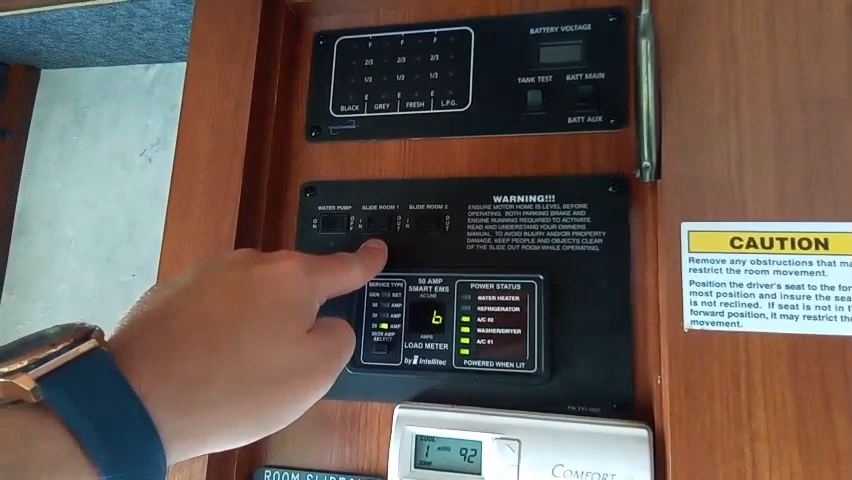 BATTERY VOLTAGE
F F F
2/3 2/3 2/3
1/3 1/3 1/3
E E E
BLACK GREY FRESH L.P.G.
TANK TEST BATT MAIN
BATT AUX
WATER PUMP SLIDE ROOM 1 SLIDE ROOM 2
ON OFF IN OUT IN OUT
WARNING!!!
ENSURE MOTOR HOME IS LEVEL BEFORE
OPERATING. BOTH PARKING BRAKE AND
ENGINE RUNNING REQUIRED TO ACTIVATE.
READ AND UNDERSTAND YOUR OWNERS
MANUAL. TO AVOID INJURY AND/OR PROPERTY
DAMAGE, KEEP PEOPLE AND OBJECTS CLEAR
OF THE SLIDE OUT ROOM WHILE OPERATING.
SERVICE TYPE
GEN SET
50 AMP
30 AMP
20 AMP
SELECT
50 AMP
SMART EMS
AC LINE
6
AMPS
LOAD METER
by Intellitec
POWER STATUS
WATER HEATER
REFRIGERATOR
A/C #2
WASHER/DRYER
A/C #1
POWERED WHEN LIT
COOL
1 AUTO 92
COMFORT
ROOM SLIDE
CAUTION
Remove any obstructions that ma
restrict the room movement.
Position the driver's seat to the for
most position and insure the sea
is not reclined. If seat is not in t
forward position, it may restrict the
movement.